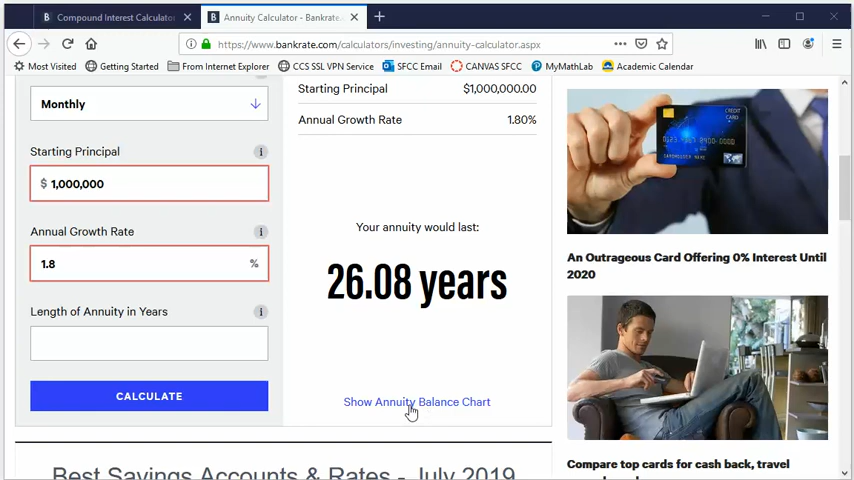 Compound Interest Calculator
Annuity Calculator - Bankrate.c
https://www.bankrate.com/calculators/investing/annuity-calculator.aspx
Most Visited
Getting Started
From Internet Explorer
CCS SSL VPN Service
SFCC Email
CANVAS SFCC
MyMathLab
Academic Calendar
Monthly
Starting Principal
$ 1,000,000
Annual Growth Rate
1.8 %
Length of Annuity in Years
CALCULATE
Starting Principal $1,000,000.00
Annual Growth Rate 1.80%
Your annuity would last:
26.08 years
Show Annuity Balance Chart
Best Savings Accounts & Rates - July 2019
CREDIT
CARD
An Outrageous Card Offering 0% Interest Until
2020
Compare top cards for cash back, travel